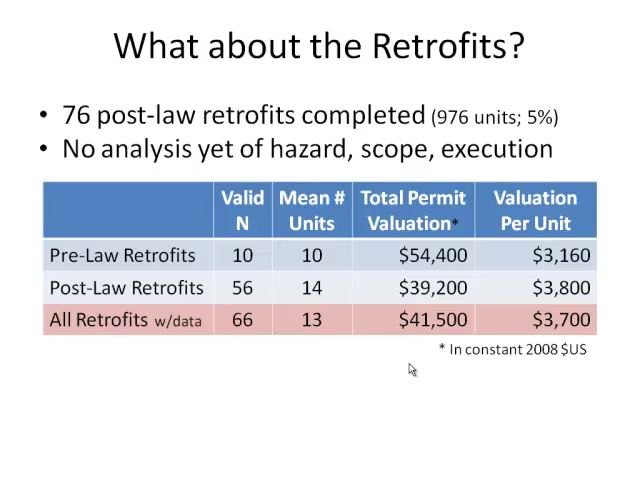 What about the Retrofits?
• 76 post-law retrofits completed (976 units; 5%)
• No analysis yet of hazard, scope, execution
Valid N Mean # Units Total Permit Valuation* Valuation Per Unit
Pre-Law Retrofits 10 10 $54,400 $3,160
Post-Law Retrofits 56 14 $39,200 $3,800
All Retrofits w/data 66 13 $41,500 $3,700
* In constant 2008 $US